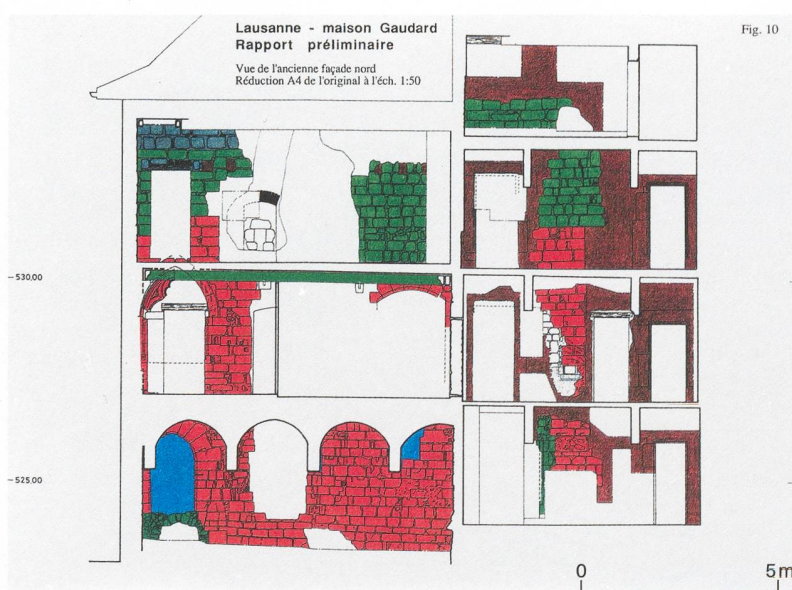 Lausanne - maison Gaudard
Rapport préliminaire
Vue de l'ancienne façade nord
Réduction A4 de l'original à l'éch. 1:50
Fig. 10
530,00
525,00
0
5m